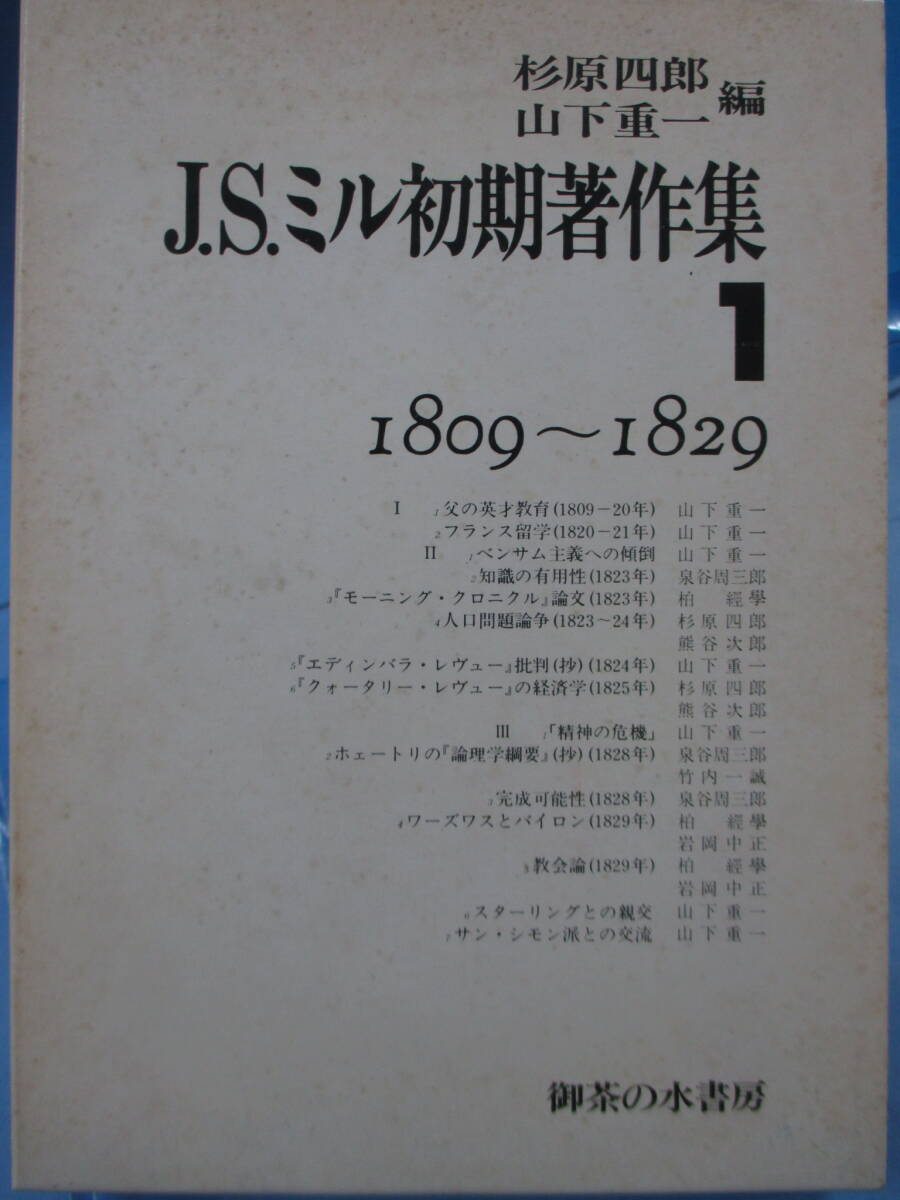 杉原四郎
山下重一 編
J.S.ミル初期著作集
1
1809〜1829
I 1父の英才教育(1809-20年) 山下重一
2フランス留学(1820-21年) 山下重一
II 1ベンサム主義への傾倒 山下重一
2知識の有用性(1823年) 泉谷周三郎
3『モーニング・クロニクル』論文(1823年) 柏 經學
4人口問題論争(1823〜24年) 杉原四郎
熊谷次郎
5『エディンバラ・レヴュー』批判(抄)(1824年) 山下重一
6『クォータリー・レヴュー』の経済学(1825年) 杉原四郎
熊谷次郎
III 1「精神の危機」 山下重一
2ホェートリの『論理学綱要』(抄)(1828年) 泉谷周三郎
竹内一誠
3完成可能性(1828年) 泉谷周三郎
4ワーズワスとバイロン(1829年) 柏 經學
岩岡中正
5教会論(1829年) 柏 經學
岩岡中正
6スターリングとの親交 山下重一
7サン・シモン派との交流 山下重一
御茶の水書房